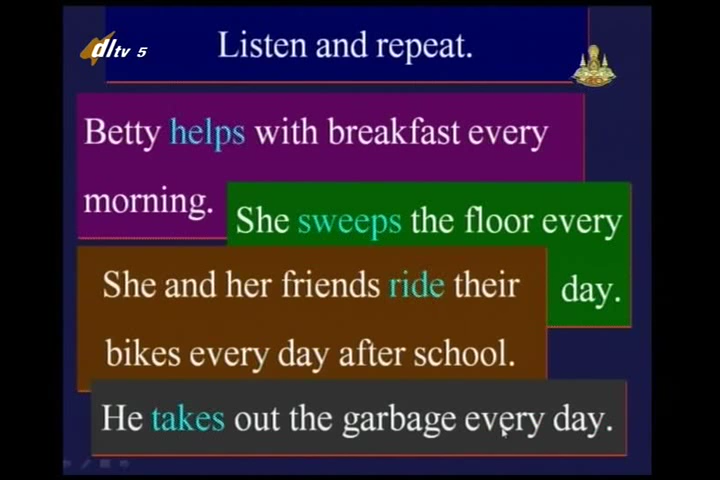 dltv 5
Listen and repeat.
Betty helps with breakfast every
morning.
She sweeps the floor every
day.
She and her friends ride their
bikes every day after school.
He takes out the garbage every day.